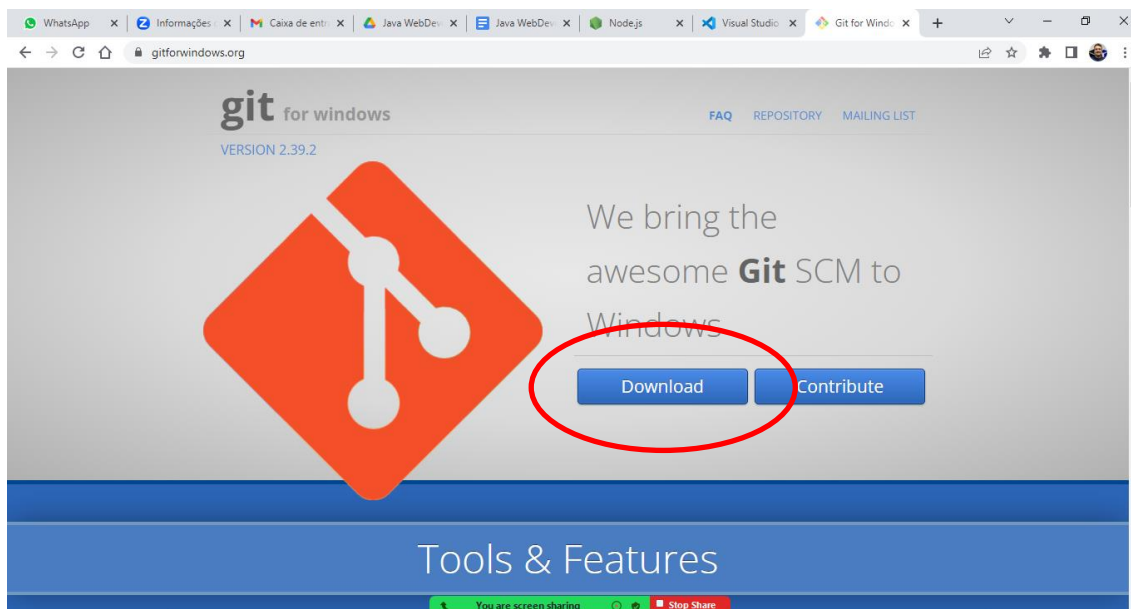 WhatsApp
Informações
Caixa de entr
Java WebDev
Java WebDev
Node.js
Visual Studio
Git for Windo
gitforwindows.org
git for windows
FAQ REPOSITORY MAILING LIST
VERSION 2.39.2
We bring the
awesome Git SCM to
Windows
Download Contribute
Tools & Features
You are screen sharing Stop Share